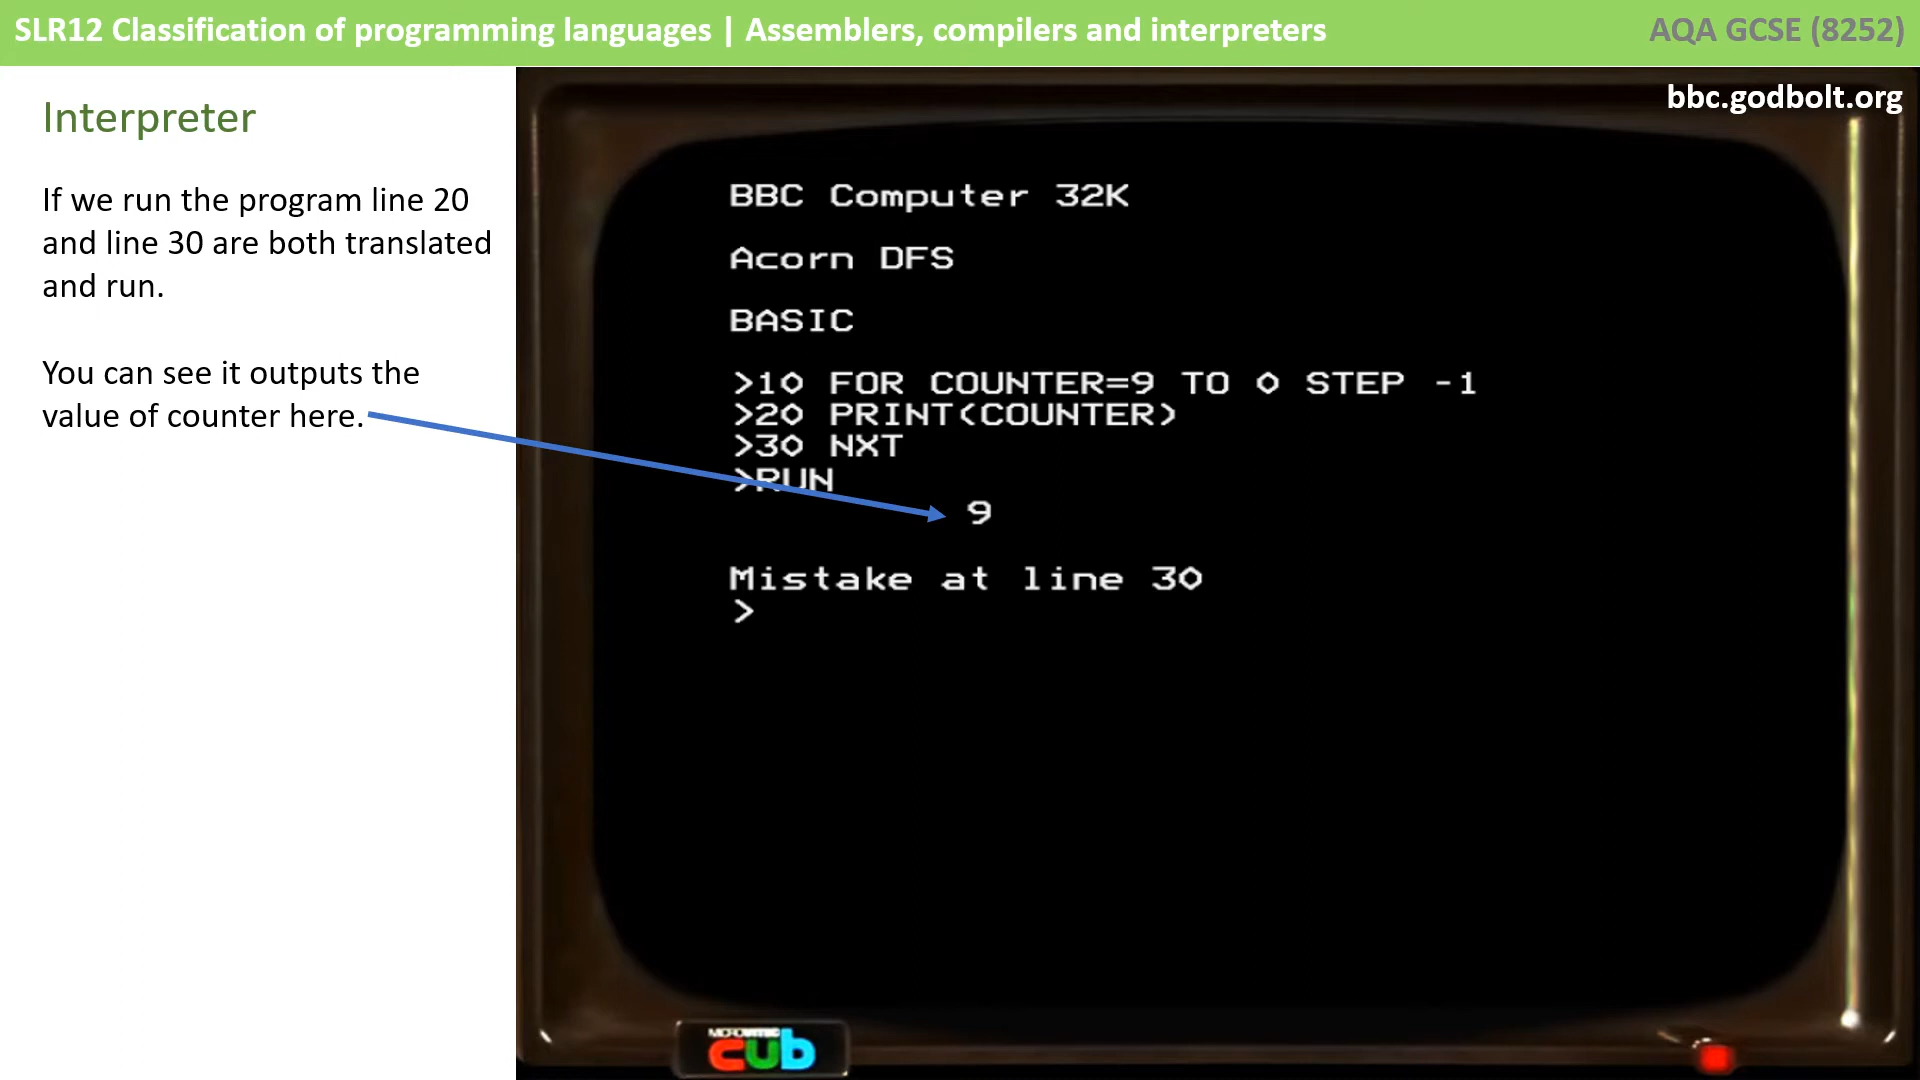 SLR12 Classification of programming languages | Assemblers, compilers and interpreters
AQA GCSE (8252)
Interpreter
If we run the program line 20
and line 30 are both translated
and run.
You can see it outputs the
value of counter here.
bbc.godbolt.org
BBC Computer 32K
Acorn DFS
BASIC
>10 FOR COUNTER=9 TO 0 STEP -1
>20 PRINT(COUNTER)
>30 NXT
>RUN
9
Mistake at line 30
>
MICROVITEC
cub